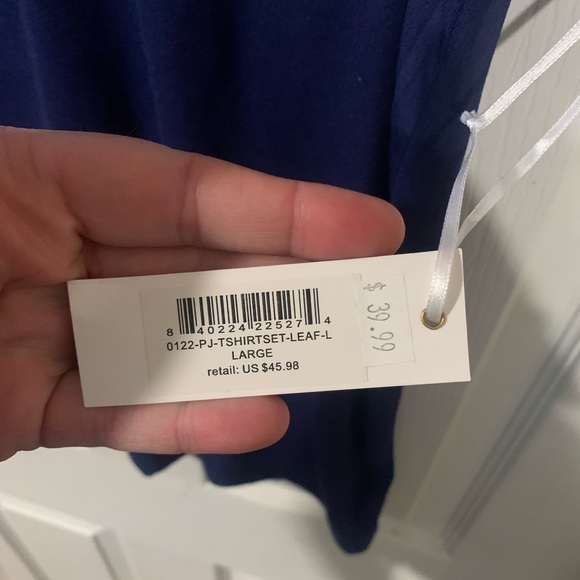 8 40224 22527 4
0122-PJ-TSHIRTSET-LEAF-L
LARGE
retail: US $45.98
$ 39.99